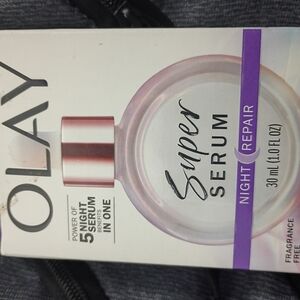 OLAY
POWER OF
5 NIGHT
SERUM
BENEFITS
IN ONE
Super
SERUM
NIGHT REPAIR
30 mL (1.0 FL OZ)
FRAGRANCE
FREE